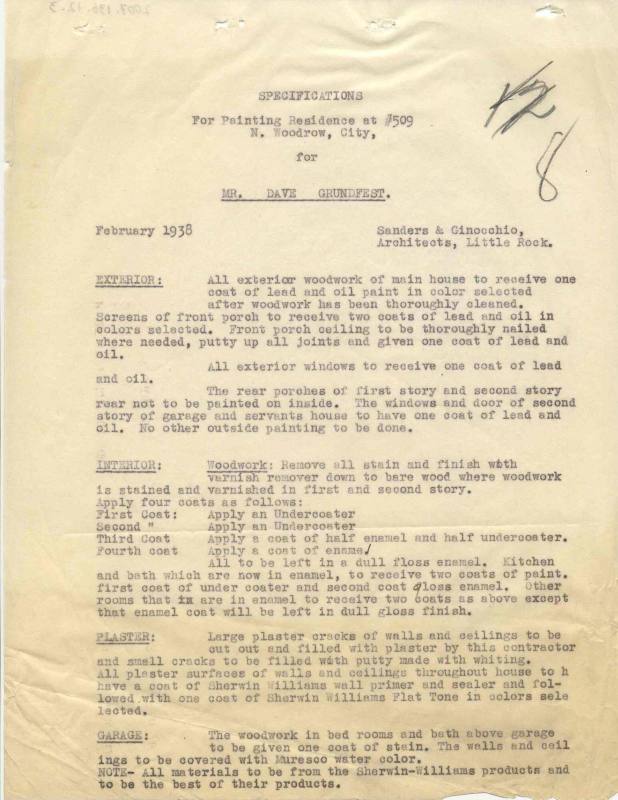 2007.136.12.3
SPECIFICATIONS
For Painting Residence at #509
N. Woodrow, City,
for
MR. DAVE GRUNDFEST.
8
February 1938 Sanders & Ginocchio,
Architects, Little Rock.
EXTERIOR: All exterior woodwork of main house to receive one
coat of lead and oil paint in color selected
after woodwork has been thoroughly cleaned.
Screens of front porch to receive two coats of lead and oil in
colors selected. Front porch ceiling to be thoroughly nailed
where needed, putty up all joints and given one coat of lead and
oil.
All exterior windows to receive one coat of lead
and oil.
The rear porches of first story and second story
rear not to be painted on inside. The windows and door of second
story of garage and servants house to have one coat of lead and
oil. No other outside painting to be done.
INTERIOR: Woodwork: Remove all stain and finish with
varnish remover down to bare wood where woodwork
is stained and varnished in first and second story.
Apply four coats as follows:
First Coat: Apply an Undercoater
Second " Apply an Undercoater
Third Coat Apply a coat of half enamel and half undercoater.
Fourth coat Apply a coat of enamel
All to be left in a dull floss enamel. Kitchen
and bath which are now in enamel, to receive two coats of paint.
first coat of under coater and second coat gloss enamel. Other
rooms that in are in enamel to receive two coats as above except
that enamel coat will be left in dull gloss finish.
PLASTER: Large plaster cracks of walls and ceilings to be
cut out and filled with plaster by this contractor
and small cracks to be filled with putty made with whiting.
All plaster surfaces of walls and ceilings throughout house to h
have a coat of Sherwin Williams wall primer and sealer and fol-
lowed with one coat of Sherwin Williams Flat Tone in colors sele
lected.
GARAGE: The woodwork in bed rooms and bath above garage
to be given one coat of stain. The walls and ceil
ings to be covered with Muresco water color.
NOTE- All materials to be from the Sherwin-Williams products and
to be the best of their products.